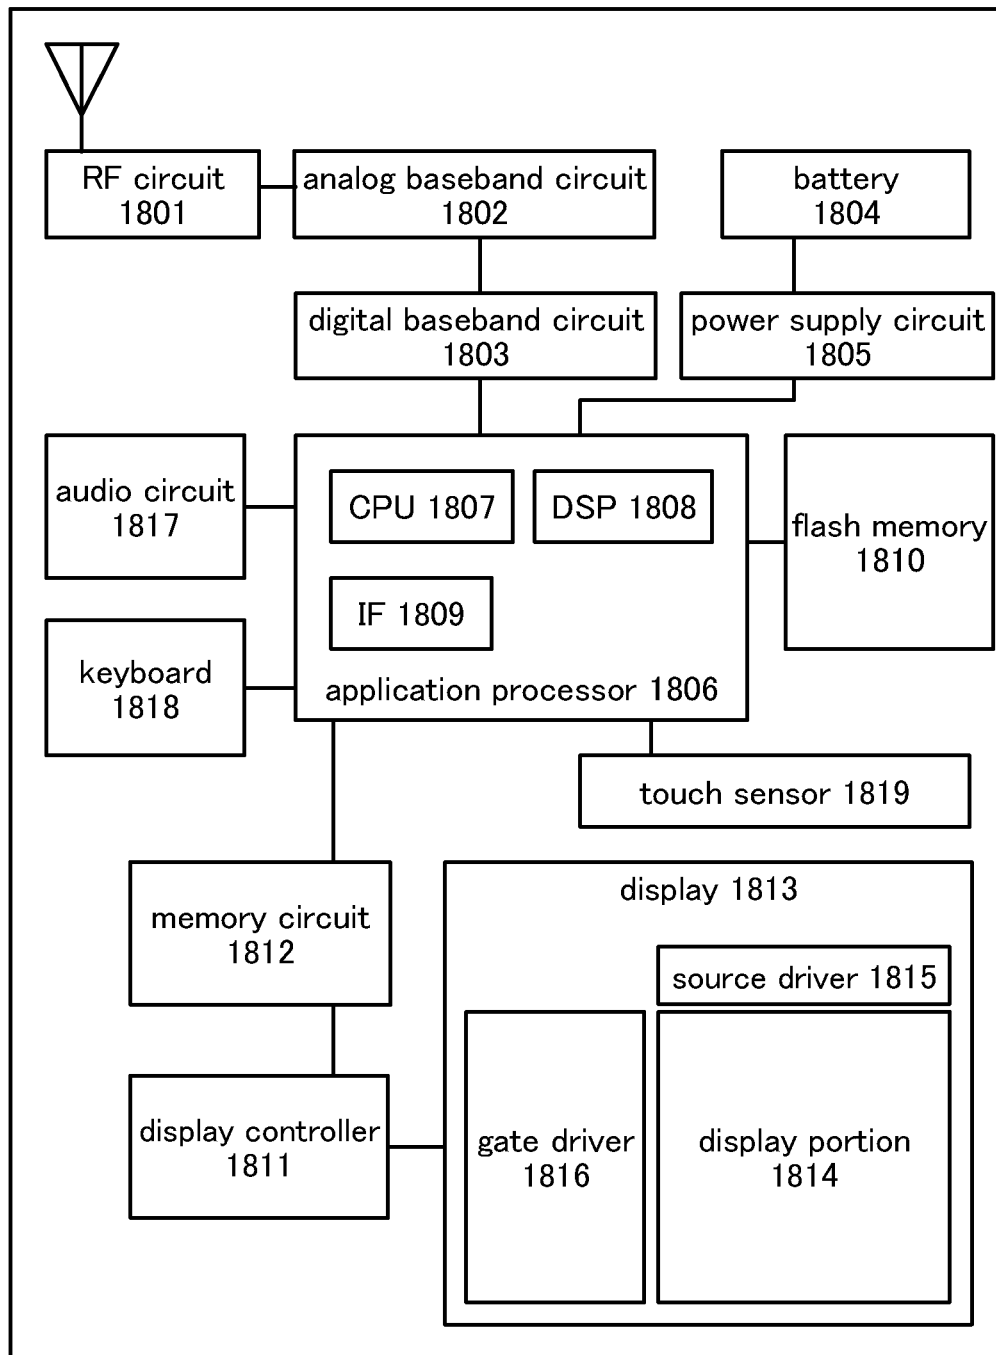 RF circuit
1801
analog baseband circuit
1802
battery
1804
digital baseband circuit
1803
power supply circuit
1805
audio circuit
1817
CPU 1807
DSP 1808
flash memory
1810
IF 1809
keyboard
1818
application processor 1806
touch sensor 1819
memory circuit
1812
display 1813
source driver 1815
display controller
1811
gate driver
1816
display portion
1814